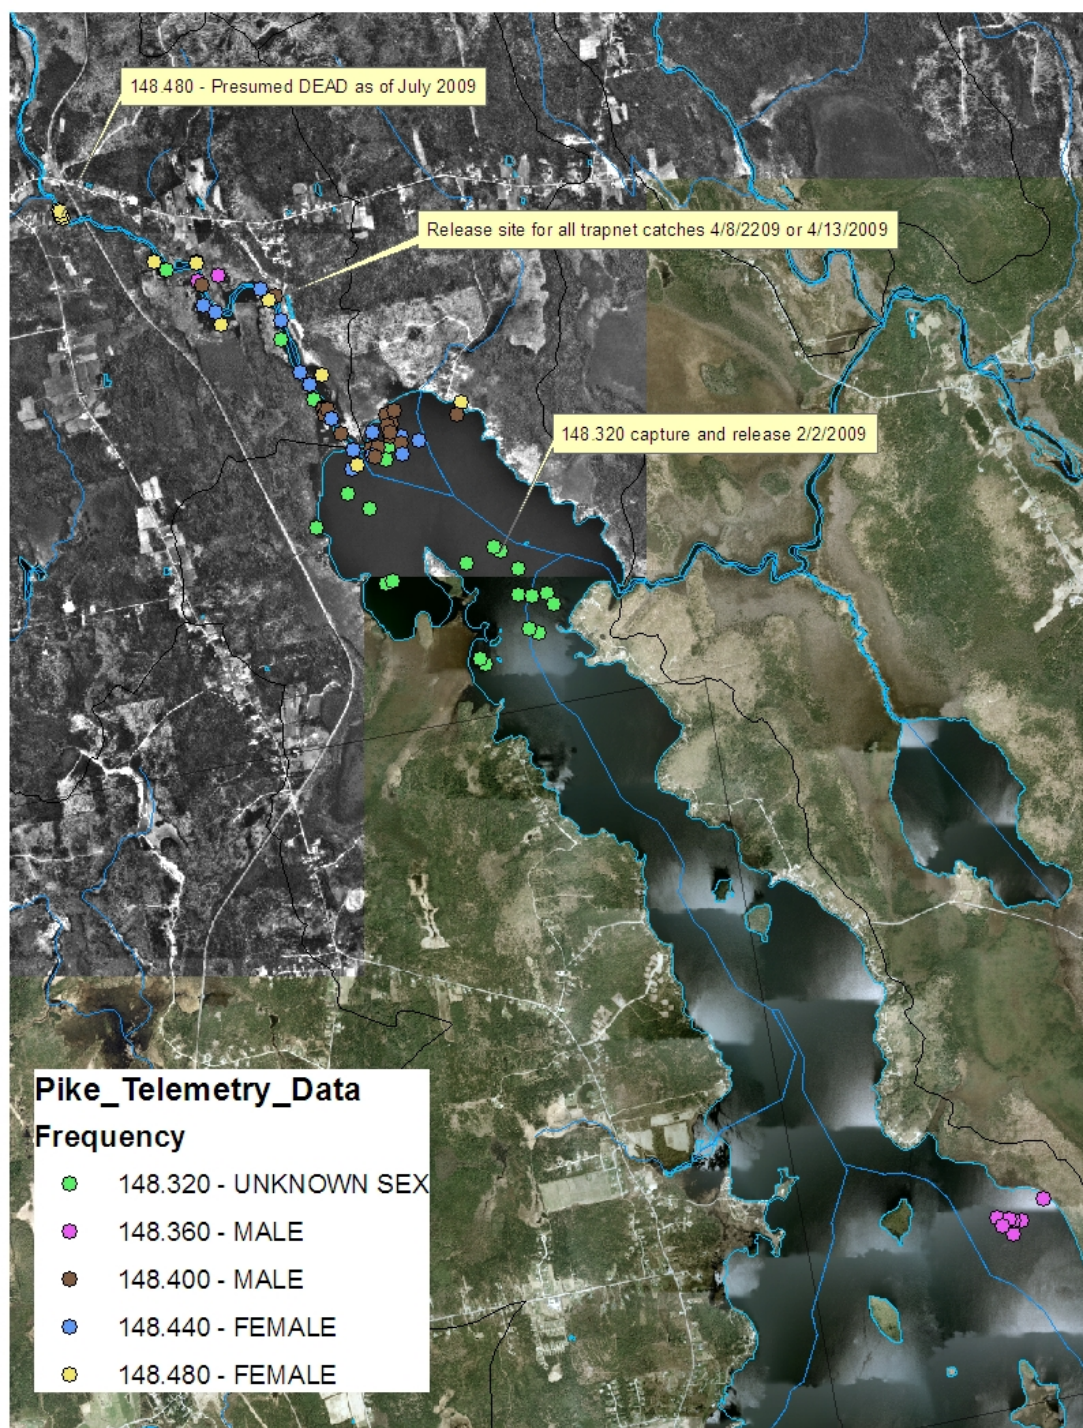 148.480 - Presumed DEAD as of July 2009
Release site for all trapnet catches 4/8/2209 or 4/13/2009
148.320 capture and release 2/2/2009
Pike_Telemetry_Data
Frequency
148.320 - UNKNOWN SEX
148.360 - MALE
148.400 - MALE
148.440 - FEMALE
148.480 - FEMALE